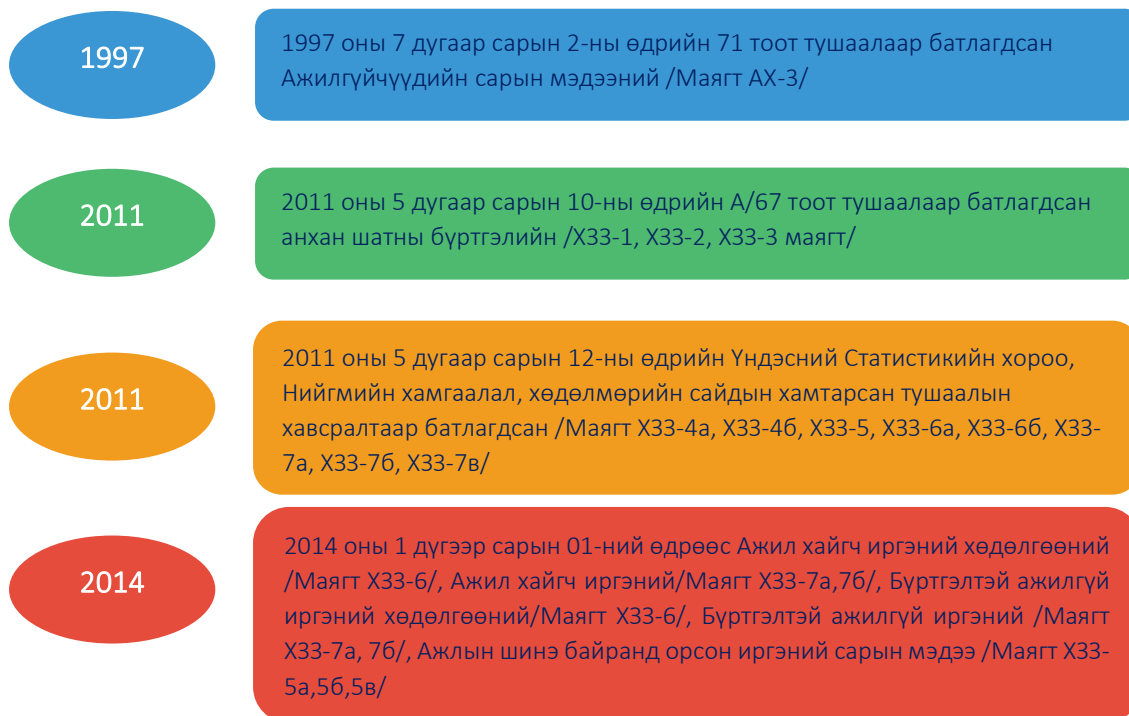 1997
1997 оны 7 дугаар сарын 2-ны өдрийн 71 тоот тушаалаар батлагдсан
Ажилгүйчүүдийн сарын мэдээний /Маягт АХ-3/
2011
2011 оны 5 дугаар сарын 10-ны өдрийн А/67 тоот тушаалаар батлагдсан
анхан шатны бүртгэлийн /ХЗЗ-1, ХЗЗ-2, ХЗЗ-3 маягт/
2011
2011 оны 5 дугаар сарын 12-ны өдрийн Үндэсний Статистикийн хороо,
Нийгмийн хамгаалал, хөдөлмөрийн сайдын хамтарсан тушаалын
хавсралтаар батлагдсан /Маягт ХЗЗ-4а, ХЗЗ-4б, ХЗЗ-5, ХЗЗ-6а, ХЗЗ-6б, ХЗЗ-
7а, ХЗЗ-7б, ХЗЗ-7в/
2014
2014 оны 1 дүгээр сарын 01-ний өдрөөс Ажил хайгч иргэний хөдөлгөөний
/Маягт ХЗЗ-6/, Ажил хайгч иргэний/Маягт ХЗЗ-7а,7б/, Бүртгэлтэй ажилгүй
иргэний хөдөлгөөний/Маягт ХЗЗ-6/, Бүртгэлтэй ажилгүй иргэний /Маягт
ХЗЗ-7а, 7б/, Ажлын шинэ байранд орсон иргэний сарын мэдээ /Маягт ХЗЗ-
5а,5б,5в/